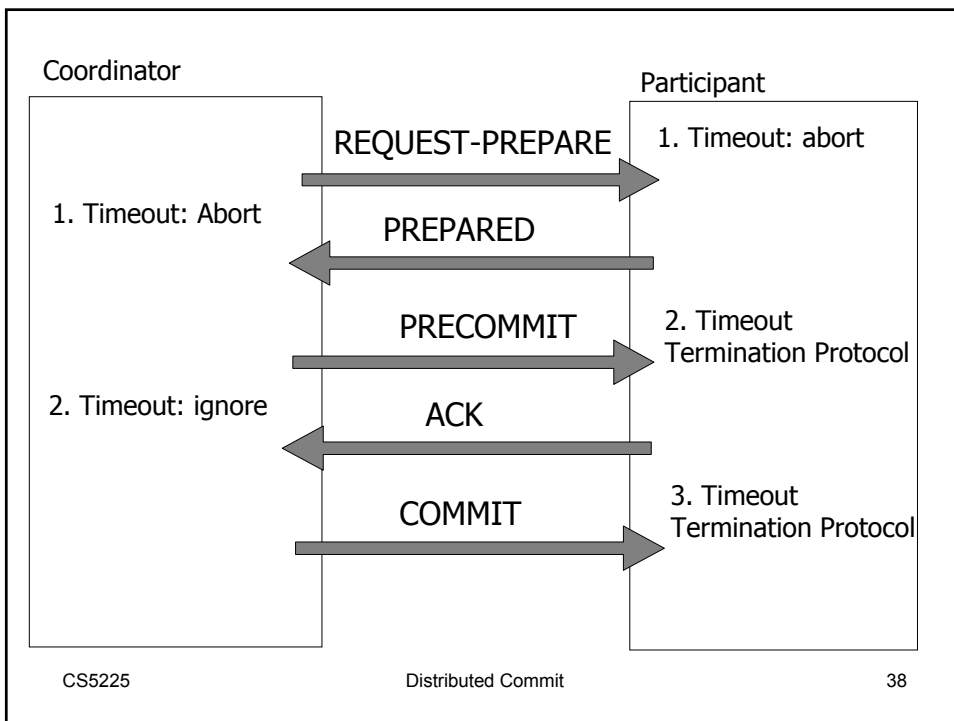 Coordinator
Participant
REQUEST-PREPARE
1. Timeout: abort
1. Timeout: Abort
PREPARED
PRECOMMIT
2. Timeout
Termination Protocol
2. Timeout: ignore
ACK
COMMIT
3. Timeout
Termination Protocol
CS5225
Distributed Commit
38